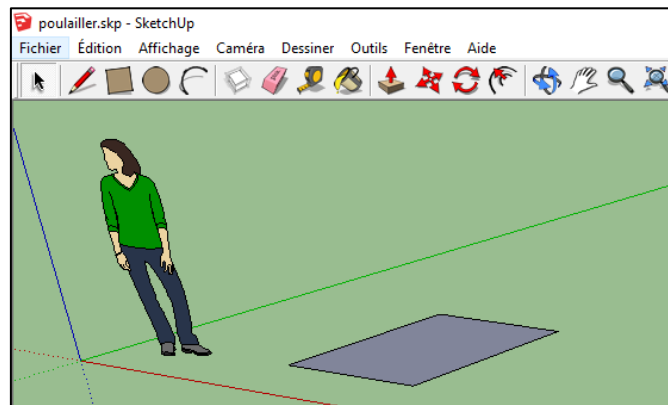 poulailler.skp - SketchUp
Fichier Édition Affichage Caméra Dessiner Outils Fenêtre Aide